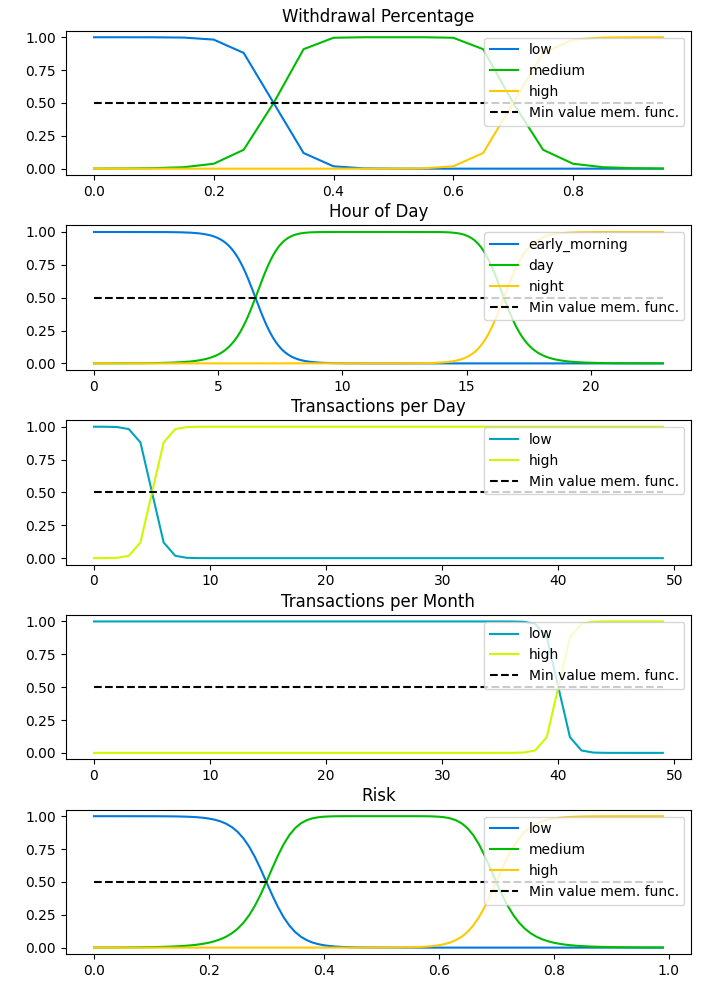 Withdrawal Percentage
1.00
0.75
0.50
0.25
0.00
low
medium
high
Min value mem. func.
0.0 0.2 0.4 0.6 0.8
Hour of Day
1.00
0.75
0.50
0.25
0.00
early_morning
day
night
Min value mem. func.
0 5 10 15 20
Transactions per Day
1.00
0.75
0.50
0.25
0.00
low
high
Min value mem. func.
0 10 20 30 40 50
Transactions per Month
1.00
0.75
0.50
0.25
0.00
low
high
Min value mem. func.
0 10 20 30 40 50
Risk
1.00
0.75
0.50
0.25
0.00
low
medium
high
Min value mem. func.
0.0 0.2 0.4 0.6 0.8 1.0